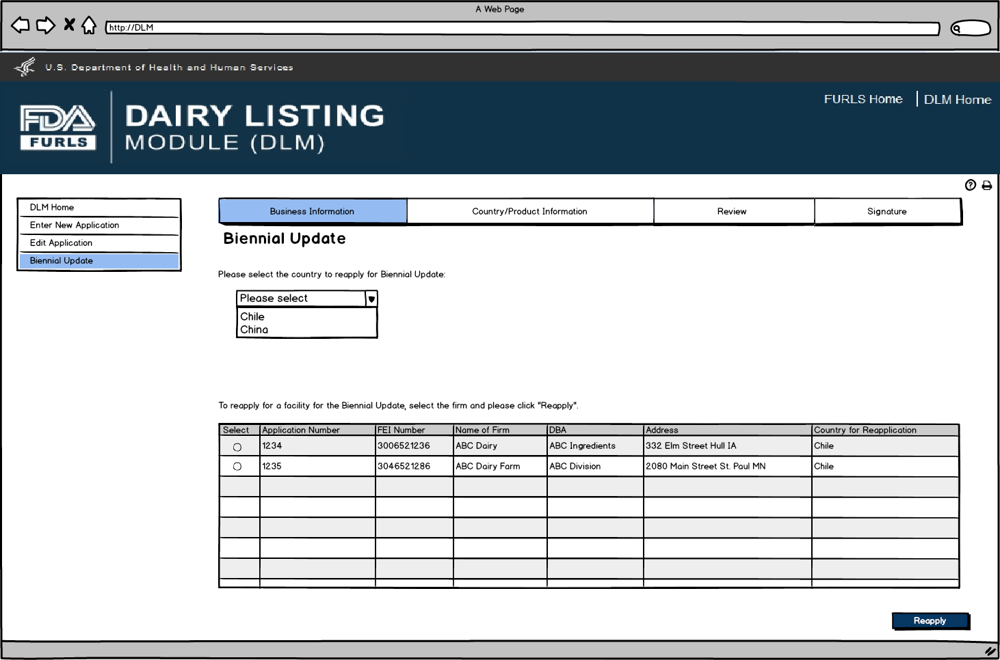 A Web Page
http://DLM
U.S. Department of Health and Human Services
FURLS Home | DLM Home
FDA
FURLS
DAIRY LISTING
MODULE (DLM)
?
DLM Home
Enter New Application
Edit Application
Biennial Update
Business Information Country/Product Information Review Signature
Biennial Update
Please select the country to reapply for Biennial Update:
Please select
Chile
China
To reapply for a facility for the Biennial Update, select the firm and please click "Reapply".
Select Application Number FEI Number Name of Firm DBA Address Country for Reapplication
1234 3006521236 ABC Dairy ABC Ingredients 332 Elm Street Hull IA Chile
1235 3046521286 ABC Dairy Farm ABC Division 2080 Main Street St. Paul MN Chile
Reapply